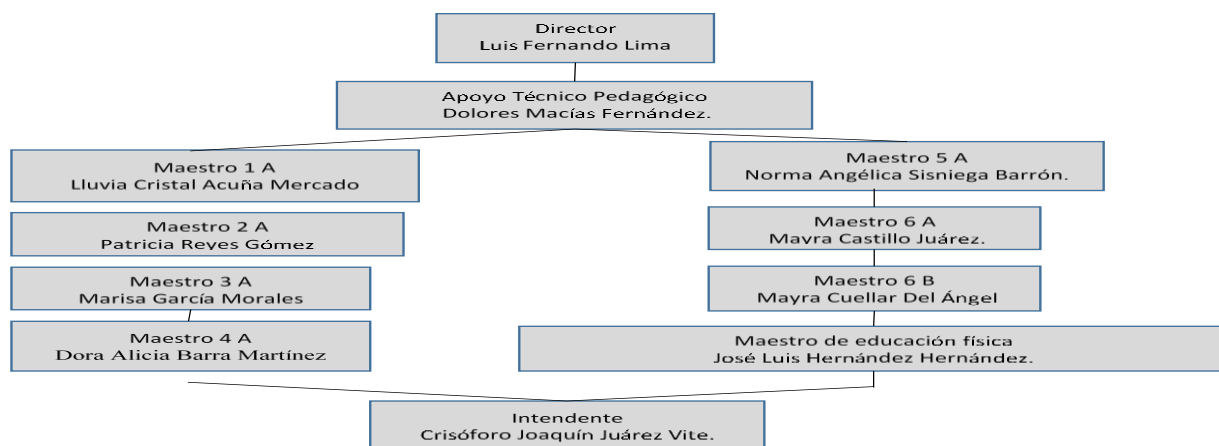 Director
Luis Fernando Lima
Apoyo Técnico Pedagógico
Dolores Macías Fernández.
Maestro 1 A
Lluvia Cristal Acuña Mercado
Maestro 2 A
Patricia Reyes Gómez
Maestro 3 A
Marisa García Morales
Maestro 4 A
Dora Alicia Barra Martínez
Maestro 5 A
Norma Angélica Sisniega Barrón.
Maestro 6 A
Mayra Castillo Juárez.
Maestro 6 B
Mayra Cuellar Del Ángel
Maestro de educación física
José Luis Hernández Hernández.
Intendente
Crisóforo Joaquín Juárez Vite.